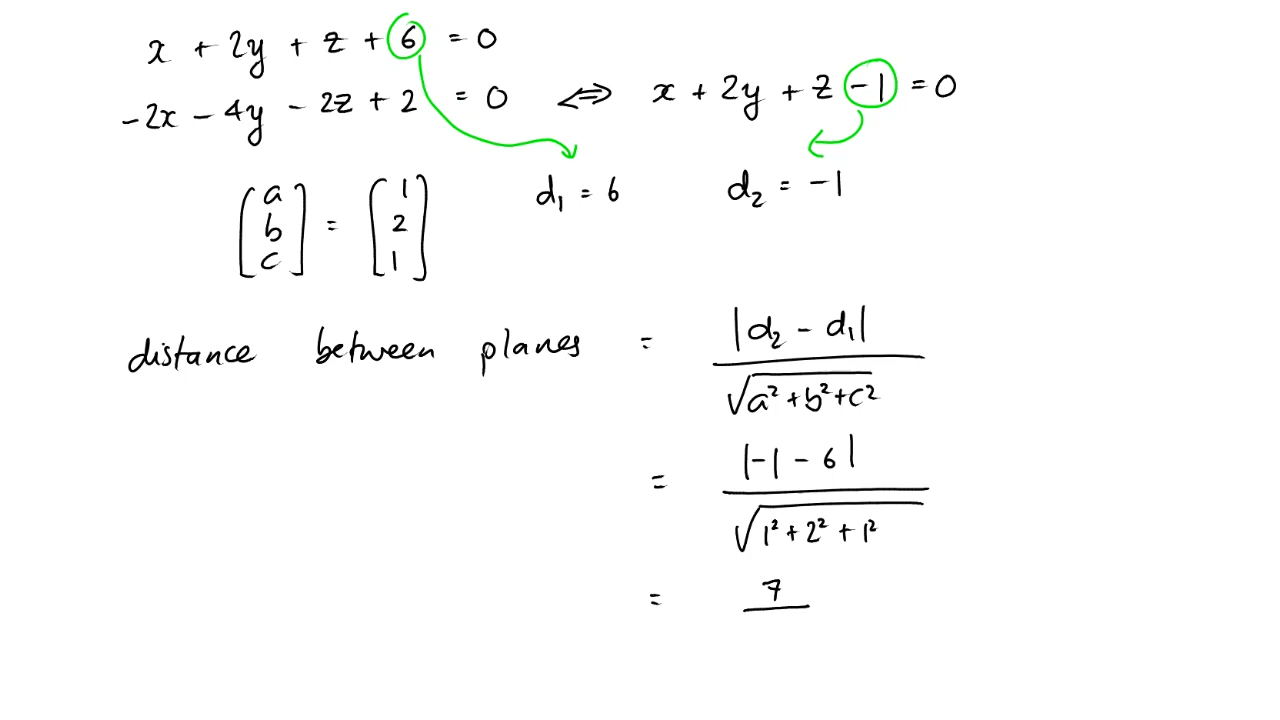 x + 2y + z + 6 = 0
-2x - 4y - 2z + 2 = 0 ⟺ x + 2y + z - 1 = 0
[a b c] = [1 2 1] d₁ = 6 d₂ = -1
distance between planes = |d₂ - d₁| / √(a² + b² + c²)
= |-1 - 6| / √(1² + 2² + 1²)
= 7